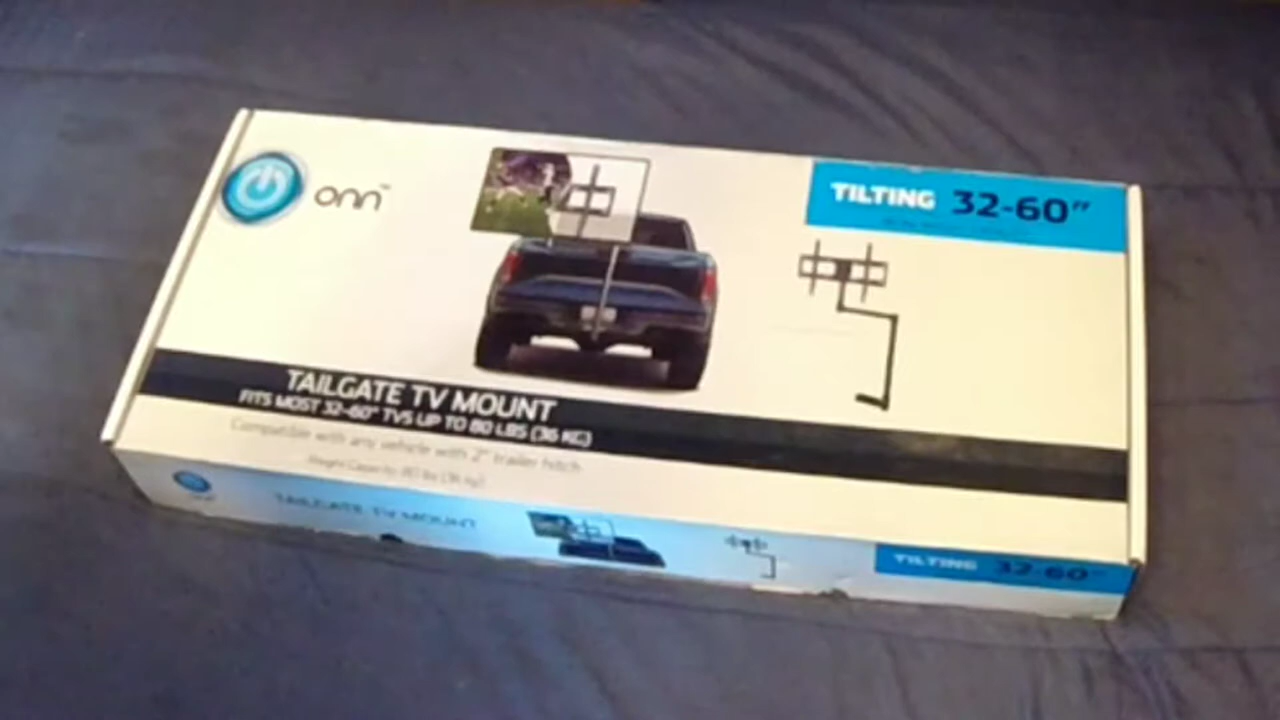 onn™
TILTING 32-60”
TAILGATE TV MOUNT
FITS MOST 32-60" TVS UP TO 80 LBS (36 KG)
Compatible with any vehicle with 2" trailer hitch
Weight Capacity 80 lbs (36 kg)
onn
TAILGATE TV MOUNT
TILTING 32-60”